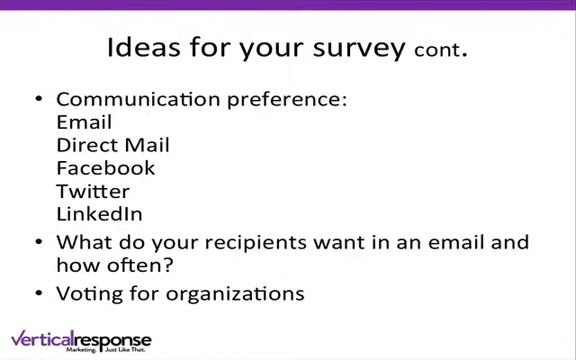 Ideas for your survey cont.
• Communication preference:
Email
Direct Mail
Facebook
Twitter
LinkedIn
• What do your recipients want in an email and
how often?
• Voting for organizations
verticalresponse
Marketing. Just Like That.